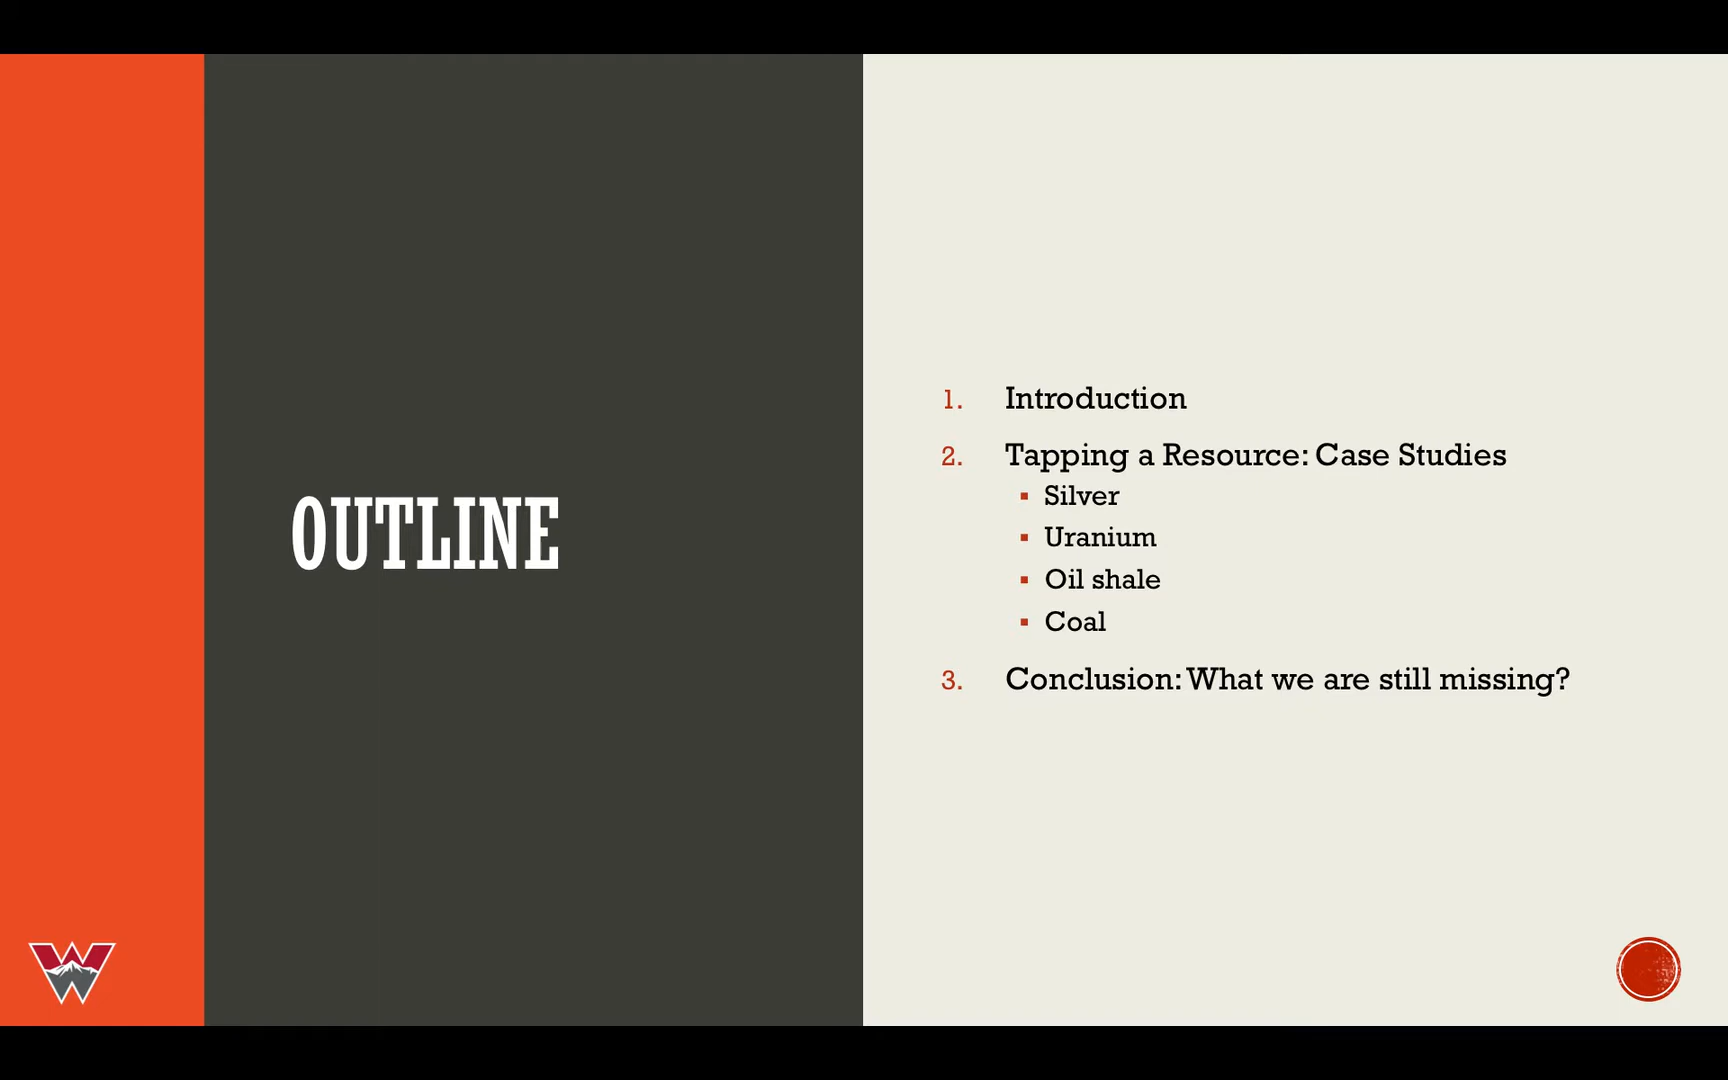 OUTLINE
1. Introduction
2. Tapping a Resource: Case Studies
▪ Silver
▪ Uranium
▪ Oil shale
▪ Coal
3. Conclusion: What we are still missing?
W